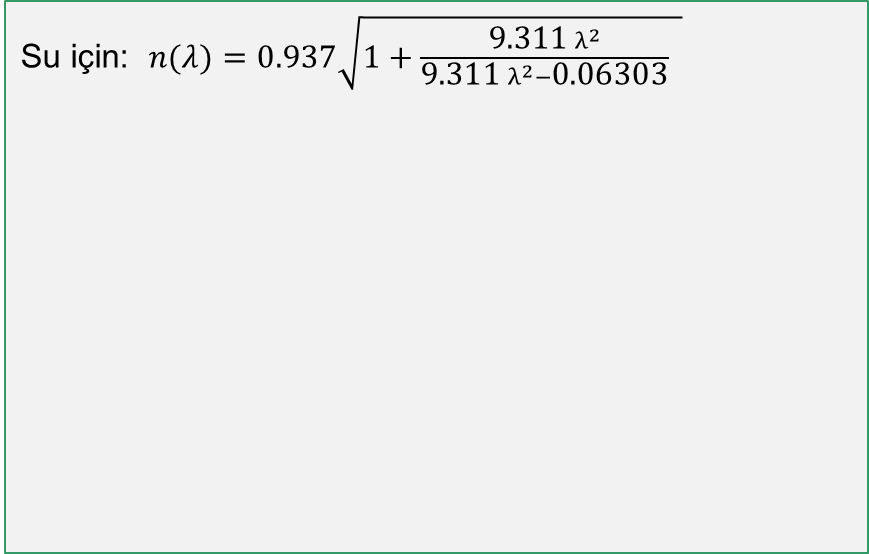 Su için: n(λ) = 0.937√(1 + (9.311 λ²)/(9.311 λ²–0.06303))